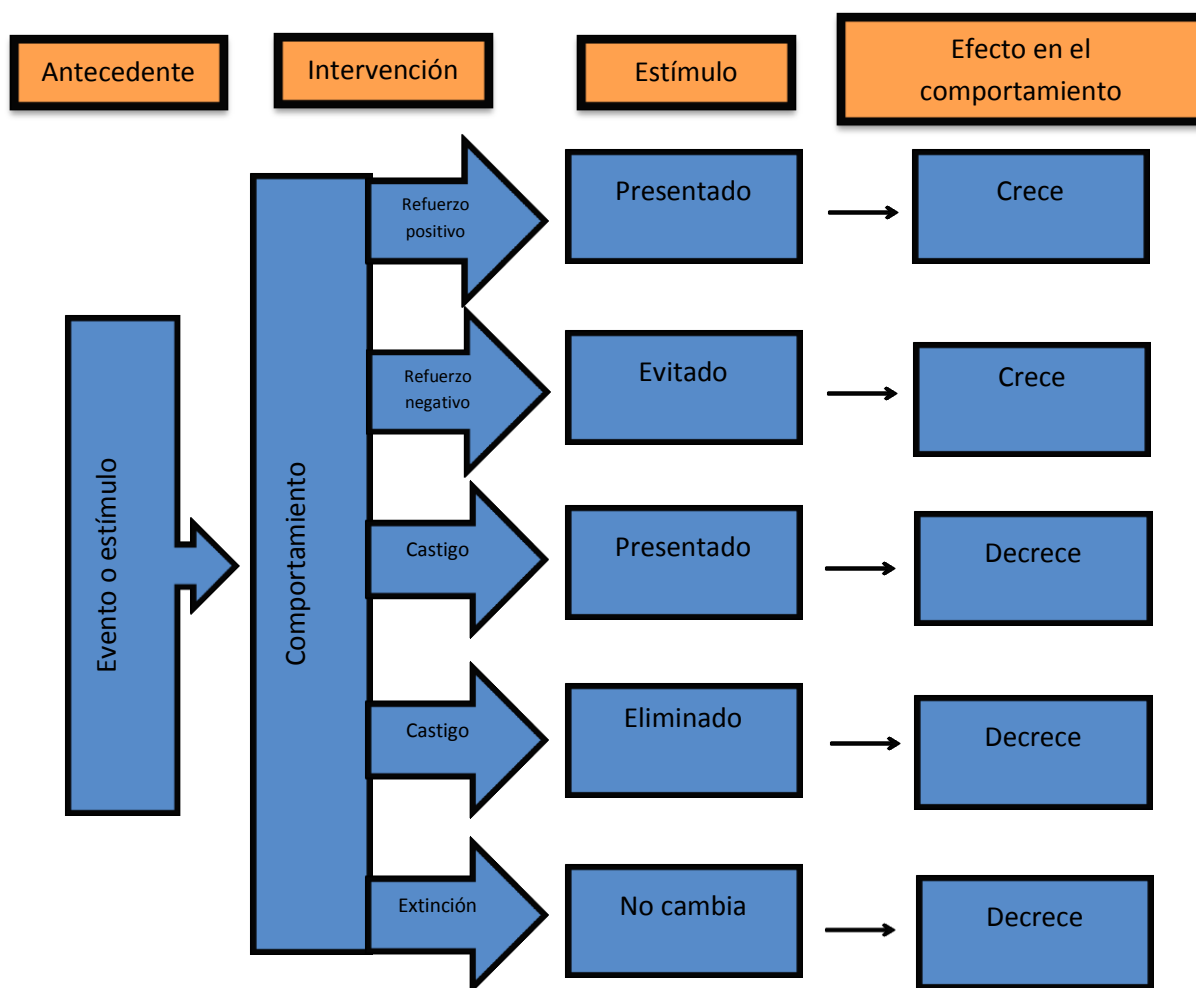 Antecedente
Intervención
Estímulo
Efecto en el
comportamiento
Evento o estímulo
Comportamiento
Refuerzo
positivo
Presentado
Crece
Refuerzo
negativo
Evitado
Crece
Castigo
Presentado
Decrece
Castigo
Eliminado
Decrece
Extinción
No cambia
Decrece